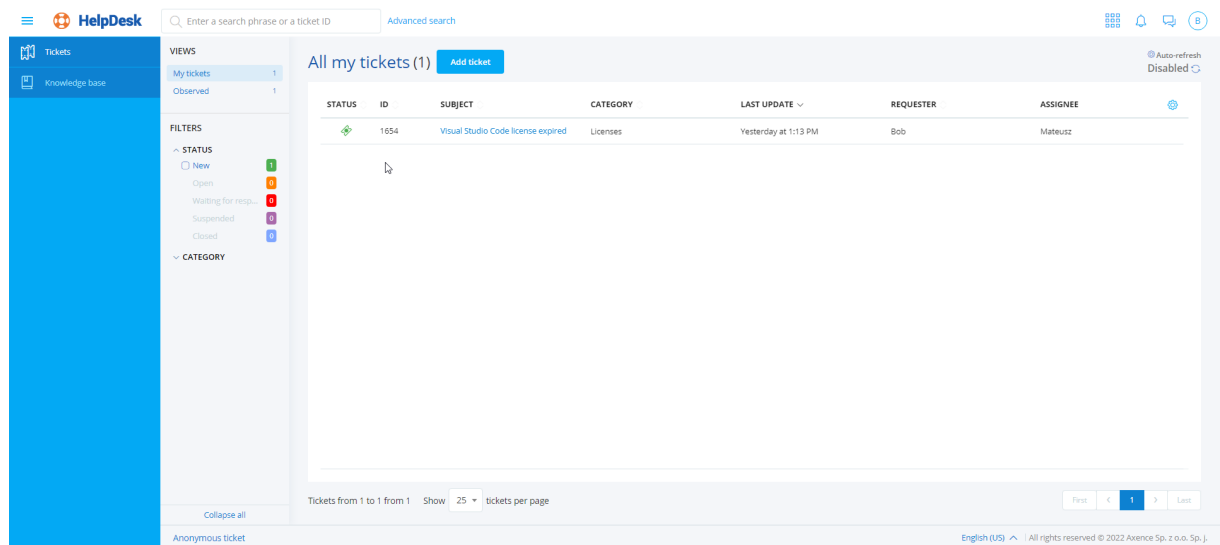 HelpDesk
Enter a search phrase or a ticket ID
Advanced search
B
Tickets
Knowledge base
VIEWS
My tickets 1
Observed 1
FILTERS
STATUS
New 1
Open 0
Waiting for resp... 0
Suspended 0
Closed 0
CATEGORY
Collapse all
All my tickets (1)
Add ticket
Auto-refresh
Disabled
STATUS ID SUBJECT CATEGORY LAST UPDATE REQUESTER ASSIGNEE
1654 Visual Studio Code license expired Licenses Yesterday at 1:13 PM Bob Mateusz
Tickets from 1 to 1 from 1 Show 25 tickets per page
First < 1 > Last
Anonymous ticket
English (US) All rights reserved © 2022 Axence Sp. z o.o. Sp. j.